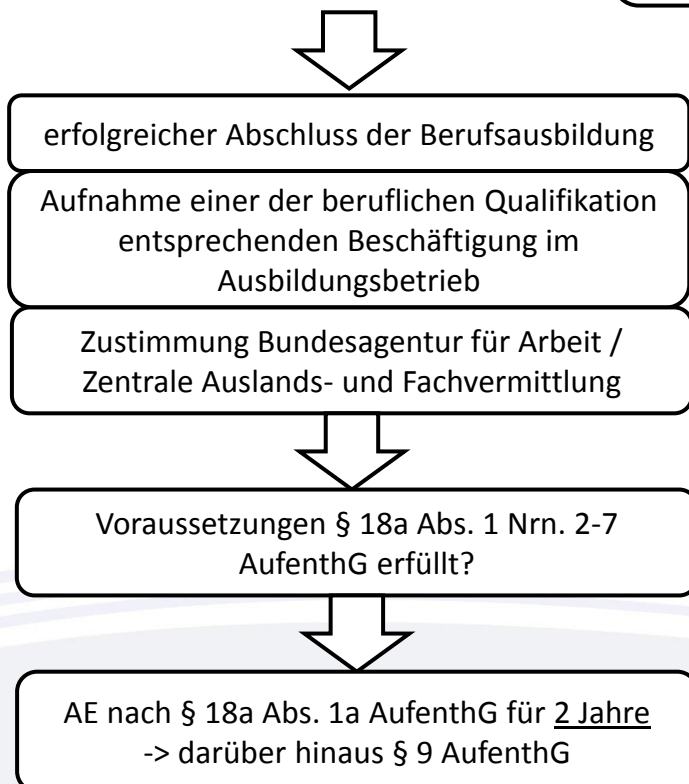 erfolgreicher Abschluss der Berufsausbildung
Aufnahme einer der beruflichen Qualifikation
entsprechenden Beschäftigung im
Ausbildungsbetrieb
Zustimmung Bundesagentur für Arbeit /
Zentrale Auslands- und Fachvermittlung
Voraussetzungen § 18a Abs. 1 Nrn. 2-7
AufenthG erfüllt?
AE nach § 18a Abs. 1a AufenthG für 2 Jahre
-> darüber hinaus § 9 AufenthG